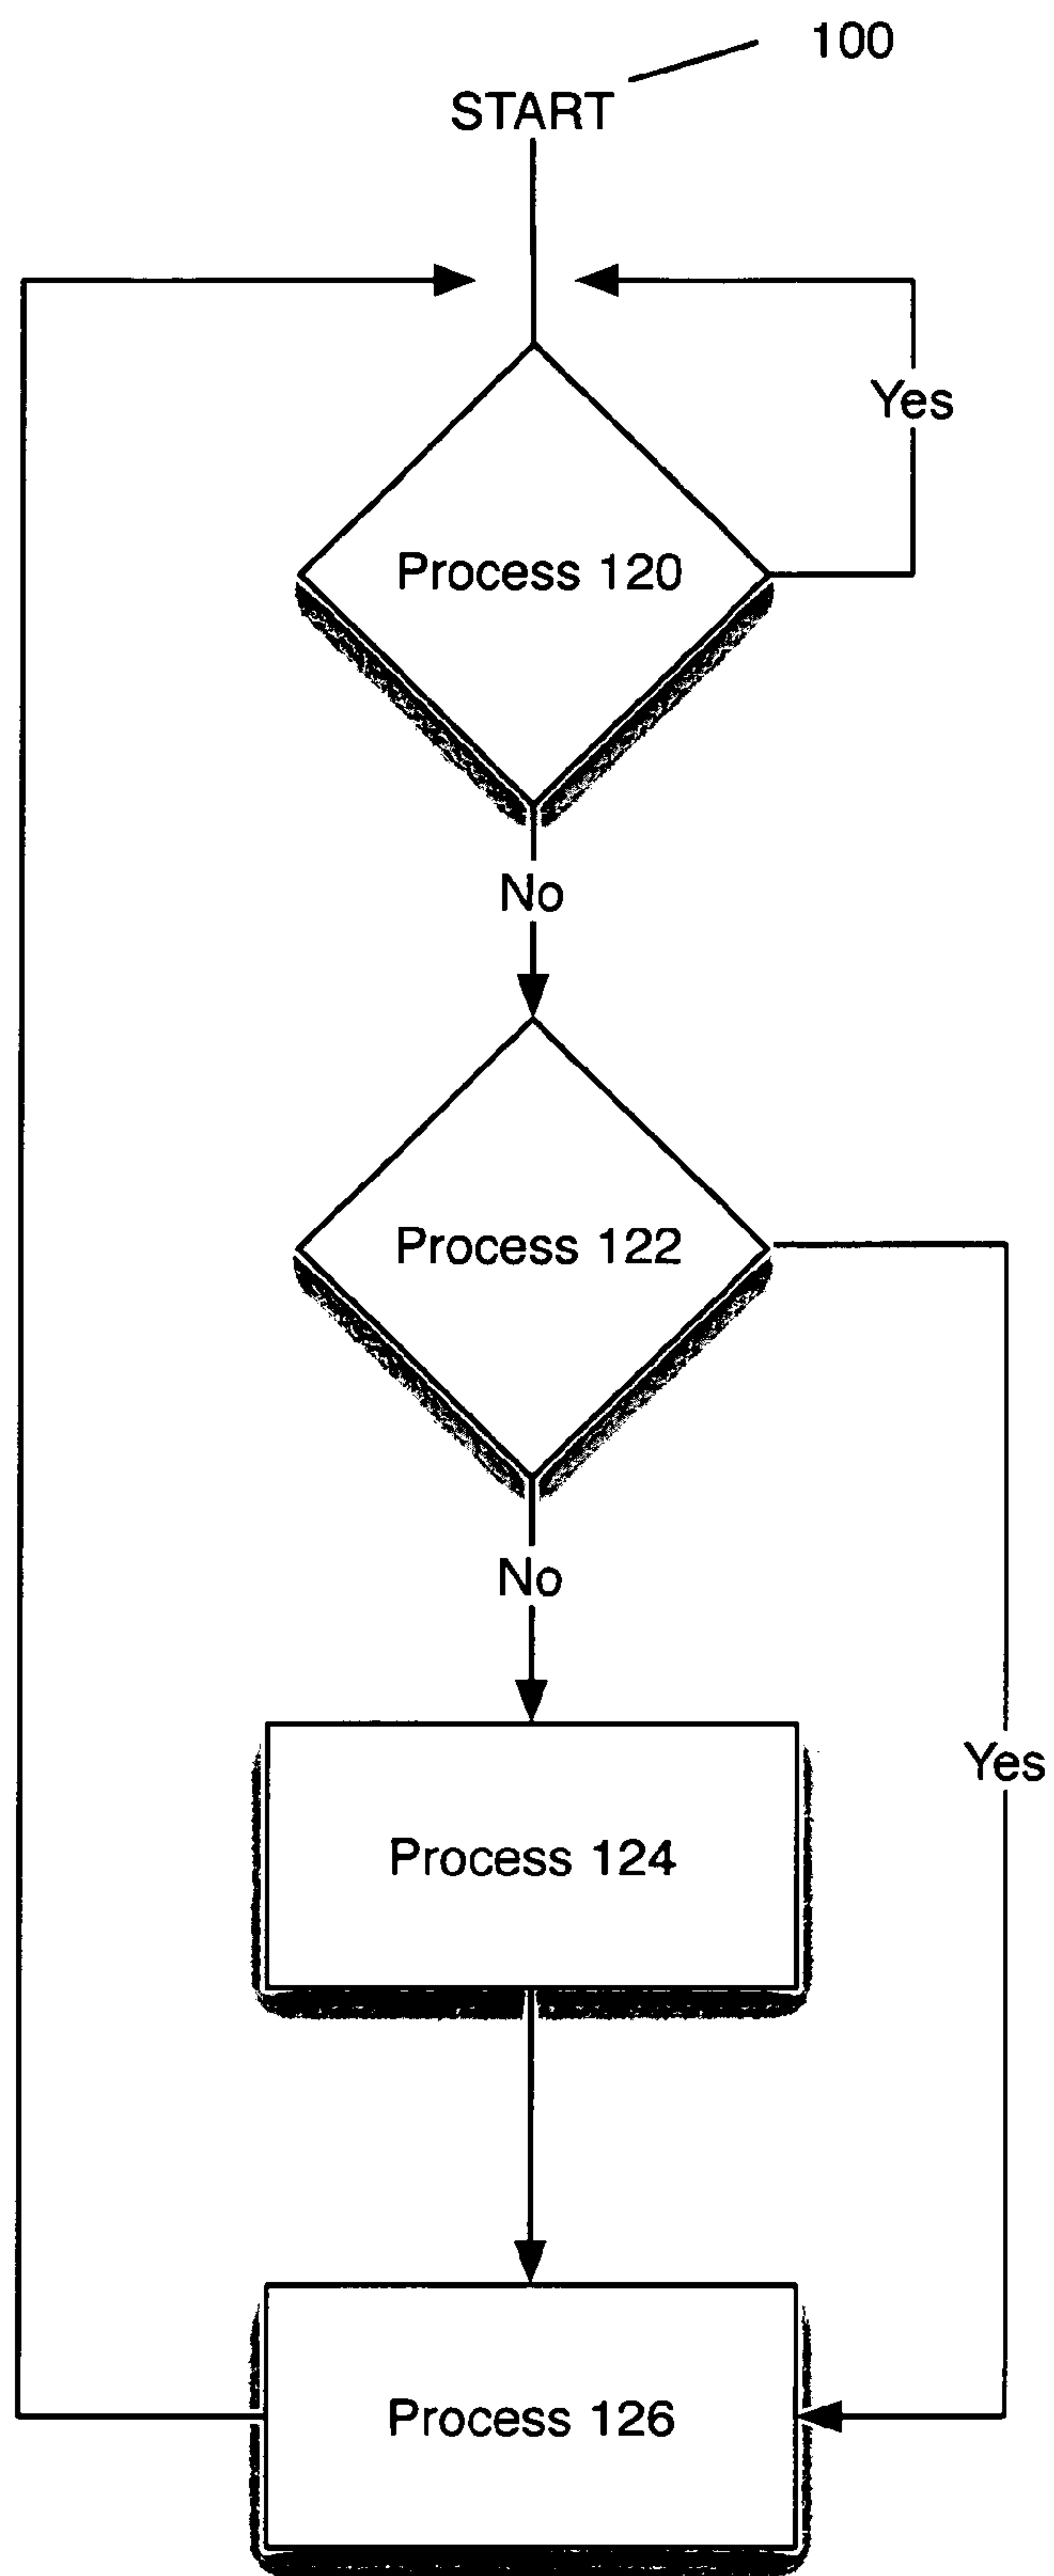 100
START
Yes
Process 120
No
Process 122
No
Yes
Process 124
Process 126